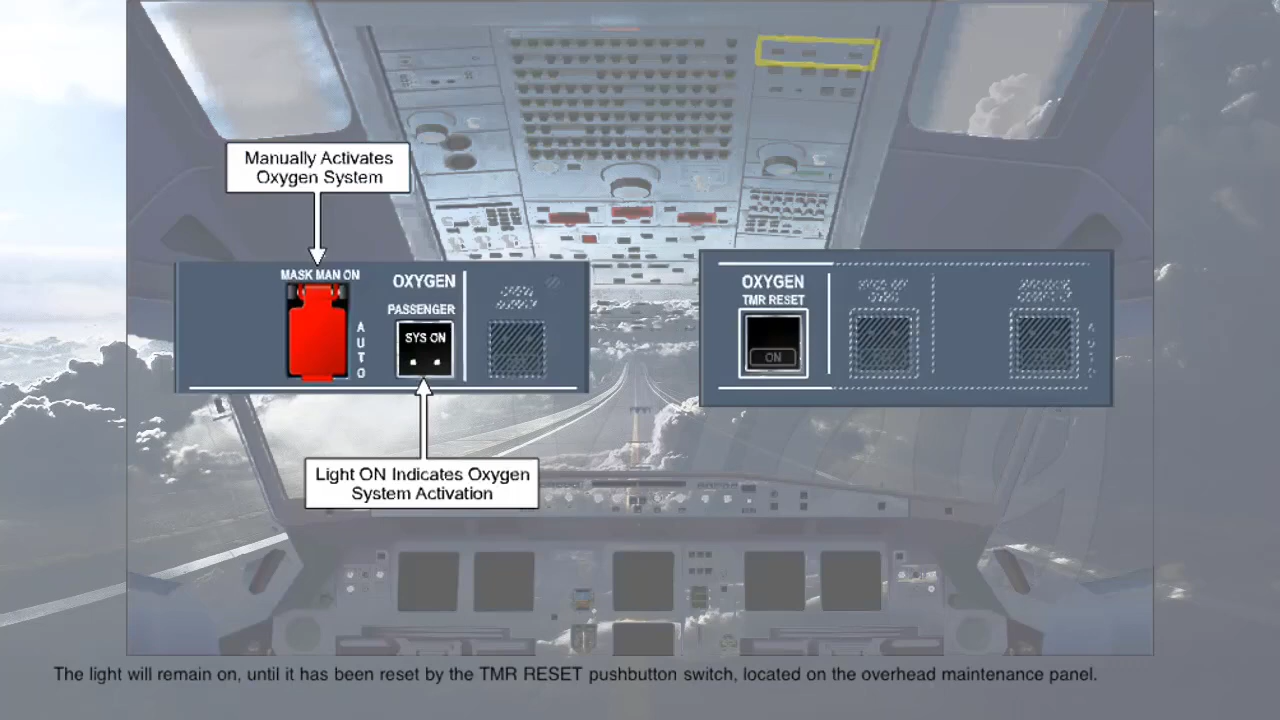 Manually Activates
Oxygen System
MASK MAN ON
OXYGEN
PASSENGER
SYS ON
A
U
T
O
OXYGEN
TMR RESET
ON
Light ON Indicates Oxygen
System Activation
The light will remain on, until it has been reset by the TMR RESET pushbutton switch, located on the overhead maintenance panel.